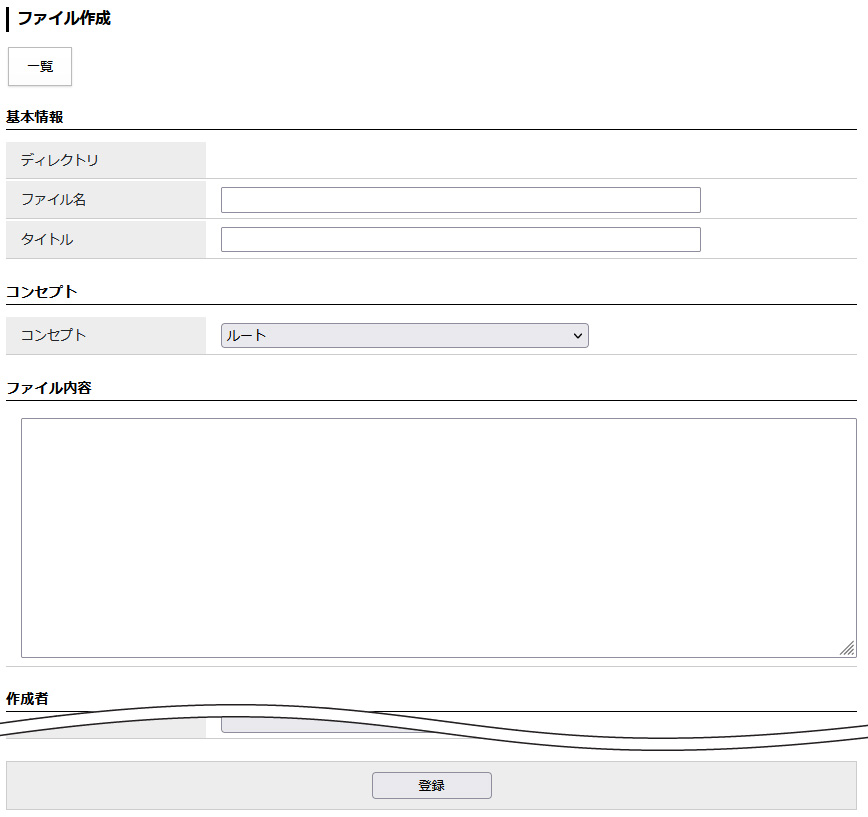 ファイル作成
一覧
基本情報
ディレクトリ
ファイル名
タイトル
コンセプト
コンセプト ルート
ファイル内容
作成者
登録